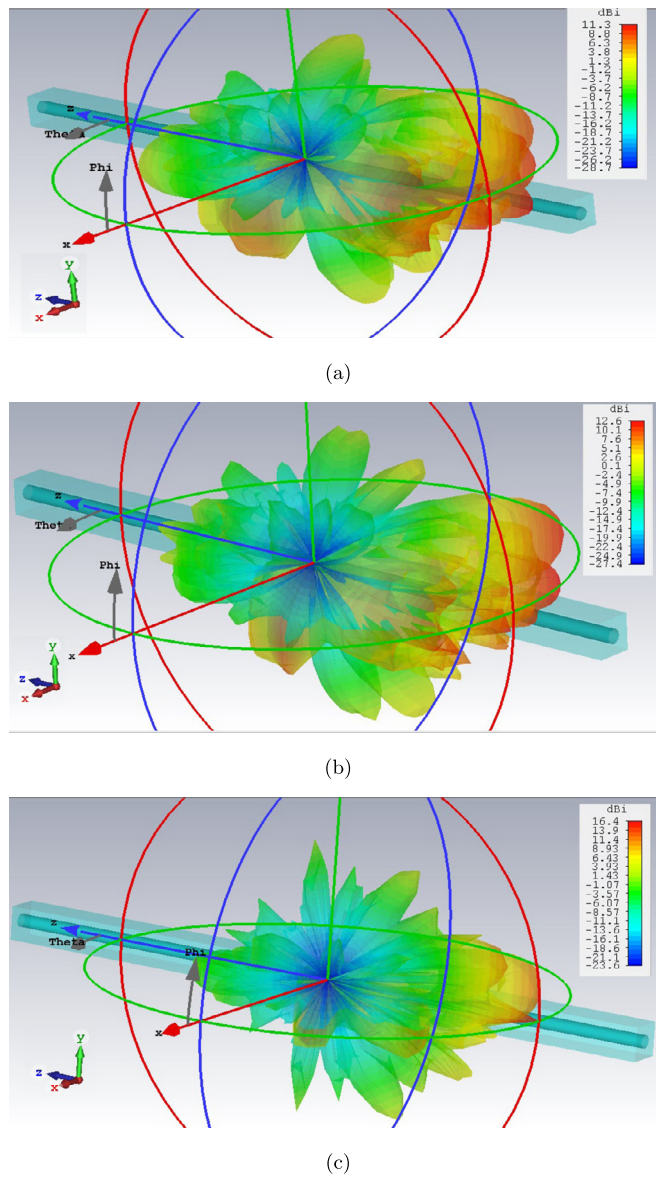 dBi
11.3
8.8
6.3
3.8
1.3
-1.2
-6.2
-8.7
-11.2
-13.7
-16.2
-18.7
-21.2
-23.7
-26.2
-28.7
z
Theta
Phi
x
y
z
x
(a)
dBi
12.6
10.1
7.6
5.1
2.6
0.1
-2.4
-4.9
-7.4
-9.9
-12.4
-14.9
-17.4
-19.9
-22.4
-24.9
-27.4
z
Phi
x
y
z
x
(b)
dBi
16.4
13.9
11.4
8.93
6.43
3.93
1.43
-1.07
-3.57
-6.07
-8.57
-11.1
-13.6
-16.1
-18.6
-21.1
-23.6
z
Theta
Phi
x
y
z
x
(c)